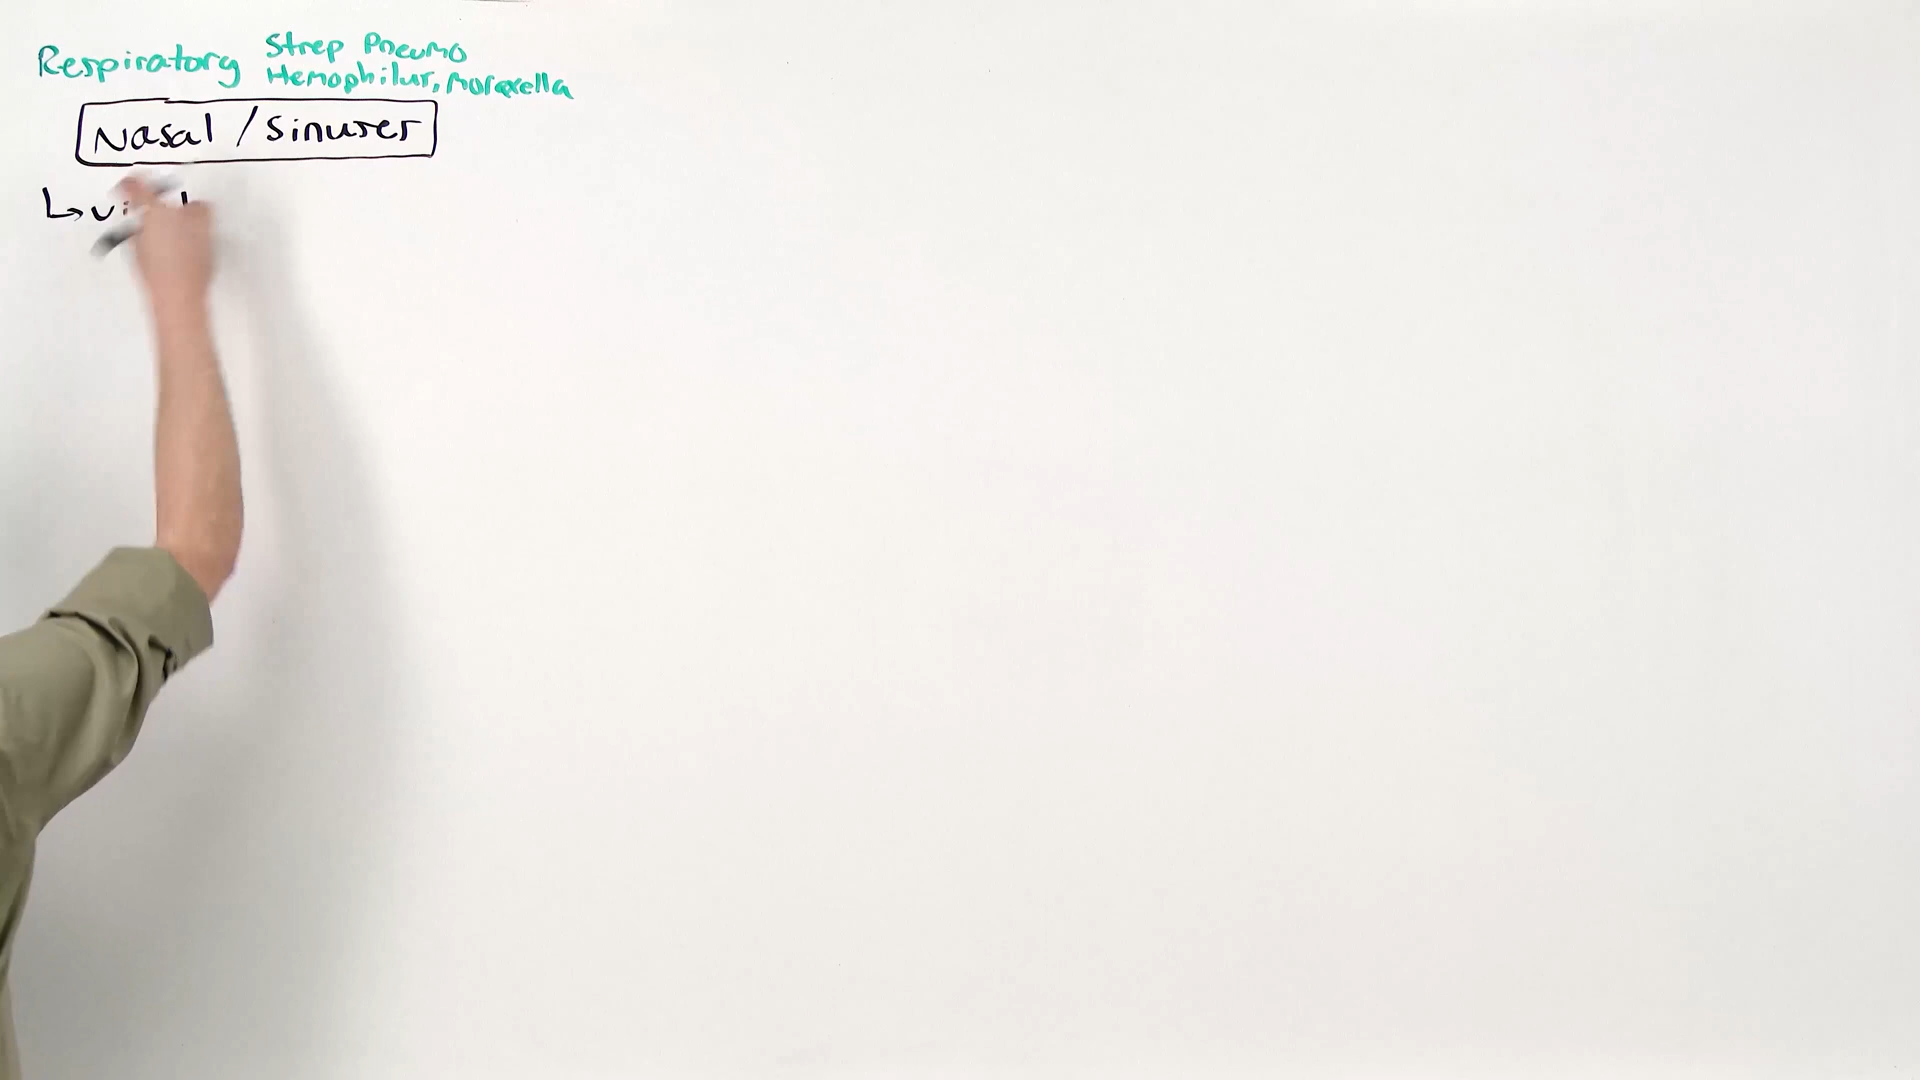 Respiratory Strep Pneumo
Hemophilus, Moraxella
Nasal / Sinuses